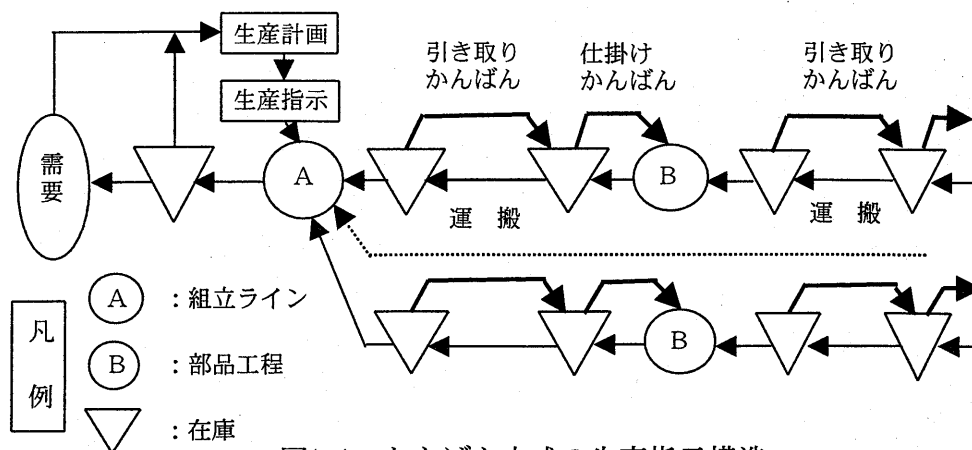 生産計画
生産指示
引き取り
かんばん
仕掛け
かんばん
引き取り
かんばん
需要
A
B
運 搬
運 搬
B
凡例
A :組立ライン
B :部品工程
:在庫